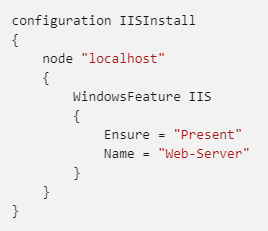 configuration IISInstall
{
    node "localhost"
    {
        WindowsFeature IIS
        {
            Ensure = "Present"
            Name = "Web-Server"
        }
    }
}